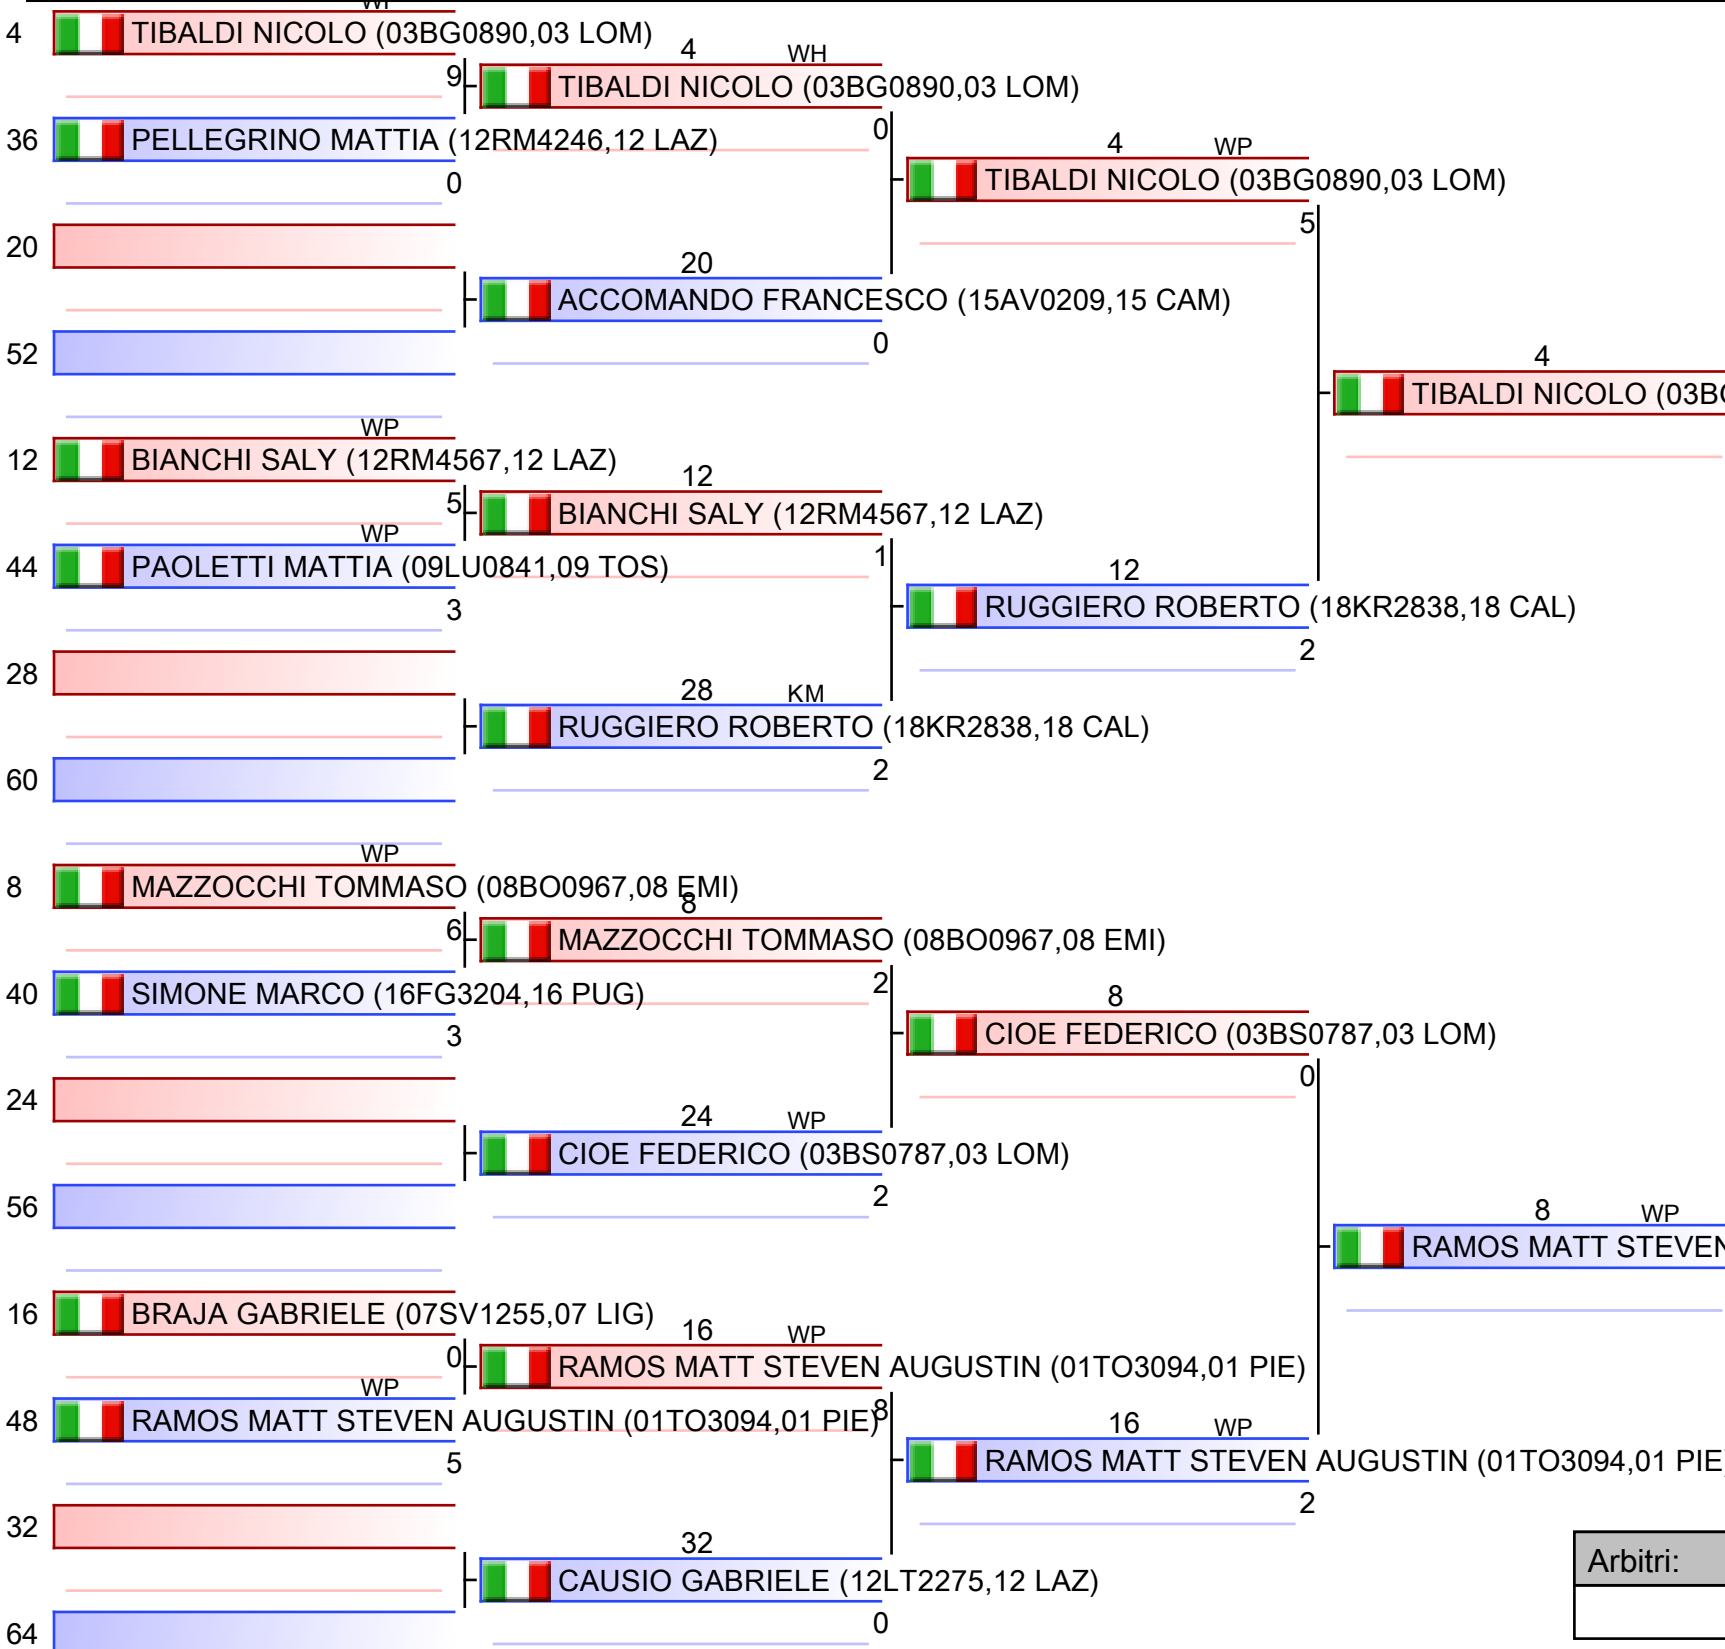 WP
4 TIBALDI NICOLO (03BG0890,03 LOM)
4 WH
9
TIBALDI NICOLO (03BG0890,03 LOM)
36 PELLEGRINO MATTIA (12RM4246,12 LAZ)
0
4 WP
0
TIBALDI NICOLO (03BG0890,03 LOM)
5
20
20
ACCOMANDO FRANCESCO (15AV0209,15 CAM)
0
52
4
TIBALDI NICOLO
WP
12 BIANCHI SALY (12RM4567,12 LAZ)
12
5
BIANCHI SALY (12RM4567,12 LAZ)
WP
44 PAOLETTI MATTIA (09LU0841,09 TOS)
3
1
12
RUGGIERO ROBERTO (18KR2838,18 CAL)
2
28
28 KM
RUGGIERO ROBERTO (18KR2838,18 CAL)
2
60
WP
8 MAZZOCCHI TOMMASO (08BO0967,08 EMI)
8
6
MAZZOCCHI TOMMASO (08BO0967,08 EMI)
40 SIMONE MARCO (16FG3204,16 PUG)
3
2
8
CIOE FEDERICO (03BS0787,03 LOM)
0
24
24 WP
CIOE FEDERICO (03BS0787,03 LOM)
2
56
8 WP
RAMOS MATT STEVEN
16 BRAJA GABRIELE (07SV1255,07 LIG)
16 WP
0
RAMOS MATT STEVEN AUGUSTIN (01TO3094,01 PIE)
WP
48 RAMOS MATT STEVEN AUGUSTIN (01TO3094,01 PIE)
5
8
16 WP
RAMOS MATT STEVEN AUGUSTIN (01TO3094,01 PIE
2
32
32
CAUSIO GABRIELE (12LT2275,12 LAZ)
0
64
Arbitri: